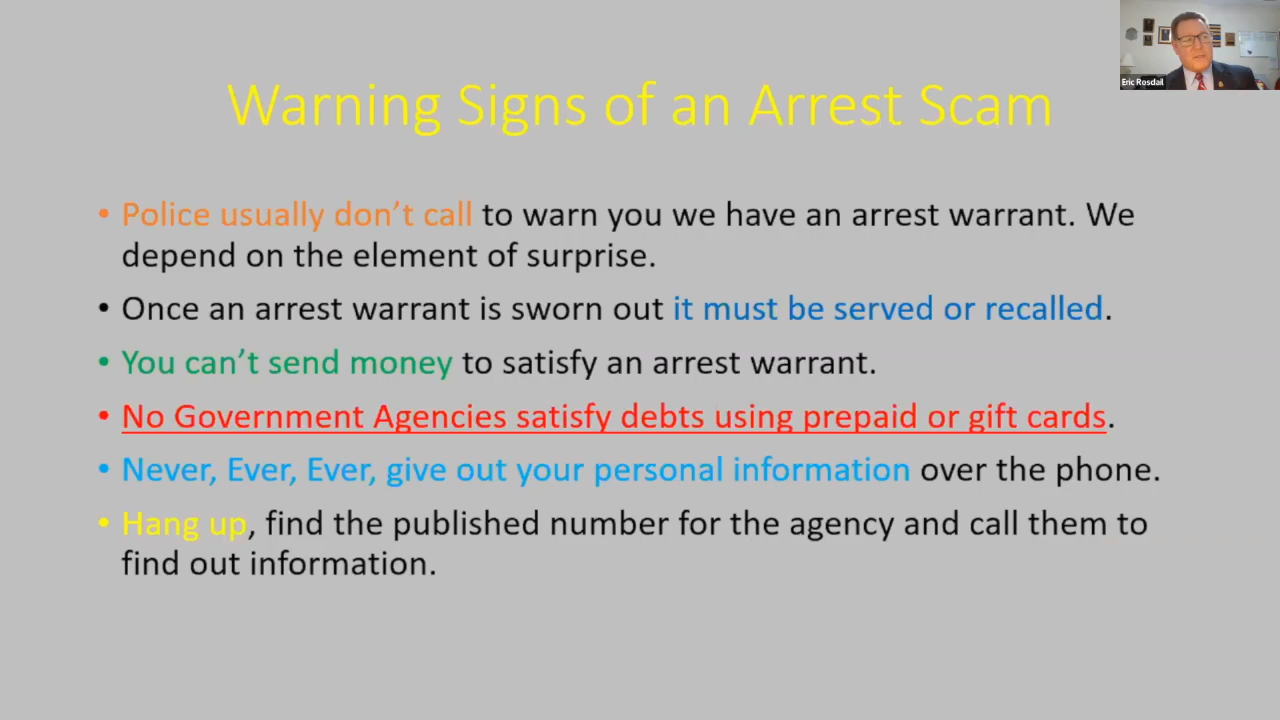 Eric Rosdail
Warning Signs of an Arrest Scam
• Police usually don’t call to warn you we have an arrest warrant. We
depend on the element of surprise.
• Once an arrest warrant is sworn out it must be served or recalled.
• You can’t send money to satisfy an arrest warrant.
• No Government Agencies satisfy debts using prepaid or gift cards.
• Never, Ever, Ever, give out your personal information over the phone.
• Hang up, find the published number for the agency and call them to
find out information.